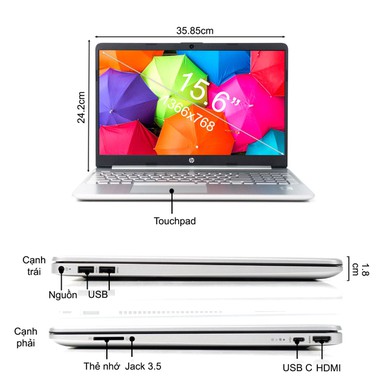 35.85cm
24.2cm
15.6”
1366x768
hp
Touchpad
Cạnh
trái
Nguồn
USB
1.8
cm
Cạnh
phải
Thẻ nhớ
Jack 3.5
USB C
HDMI